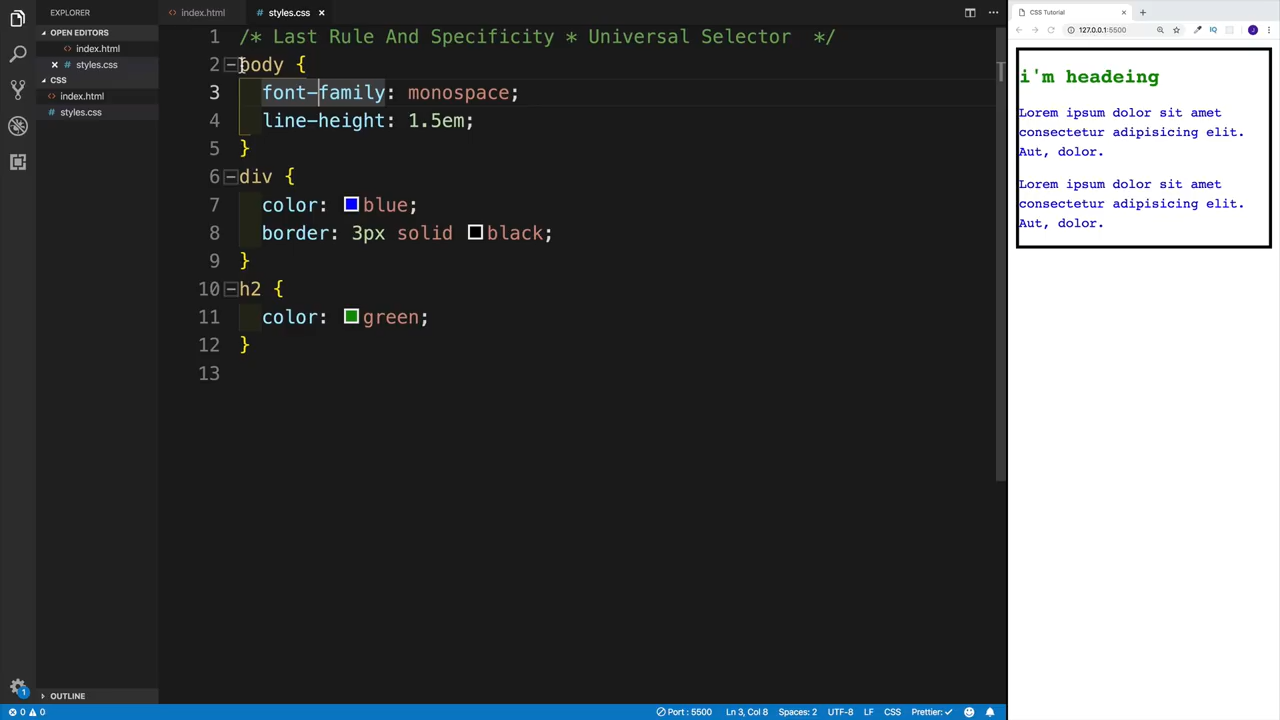 EXPLORER
OPEN EDITORS
index.html
styles.css
CSS
index.html
styles.css
OUTLINE
index.html
styles.css
1 /* Last Rule And Specificity * Universal Selector */
2 body {
3 font-family: monospace;
4 line-height: 1.5em;
5 }
6 div {
7 color: blue;
8 border: 3px solid black;
9 }
10 h2 {
11 color: green;
12 }
13
CSS Tutorial
127.0.0.1:5500
IQ
J
i'm headeing
Lorem ipsum dolor sit amet
consectetur adipisicing elit.
Aut, dolor.
Lorem ipsum dolor sit amet
consectetur adipisicing elit.
Aut, dolor.
1
0 0
Port : 5500 Ln 3, Col 8 Spaces: 2 UTF-8 LF CSS Prettier: ✓